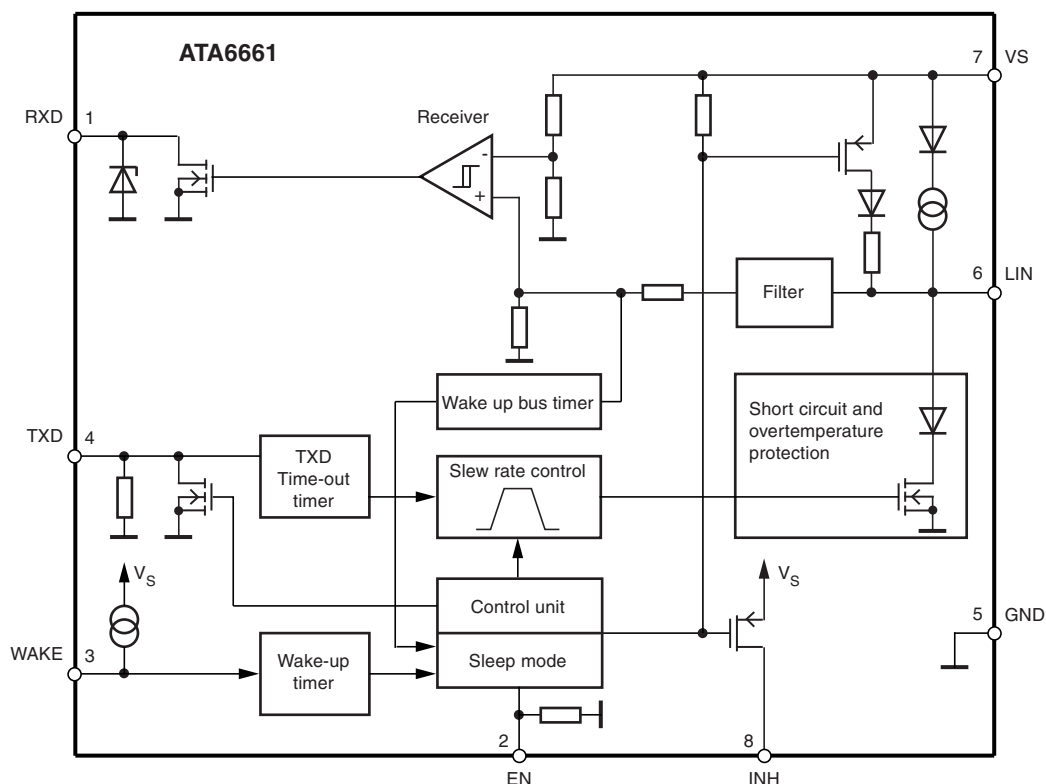 ATA6661
7
VS
RXD
1
Receiver
-
+
6
LIN
Filter
Wake up bus timer
Short circuit and
overtemperature
protection
TXD
4
TXD
Time-out
timer
Slew rate control
VS
VS
Control unit
5
GND
WAKE
3
Wake-up
timer
Sleep mode
2
8
EN
INH